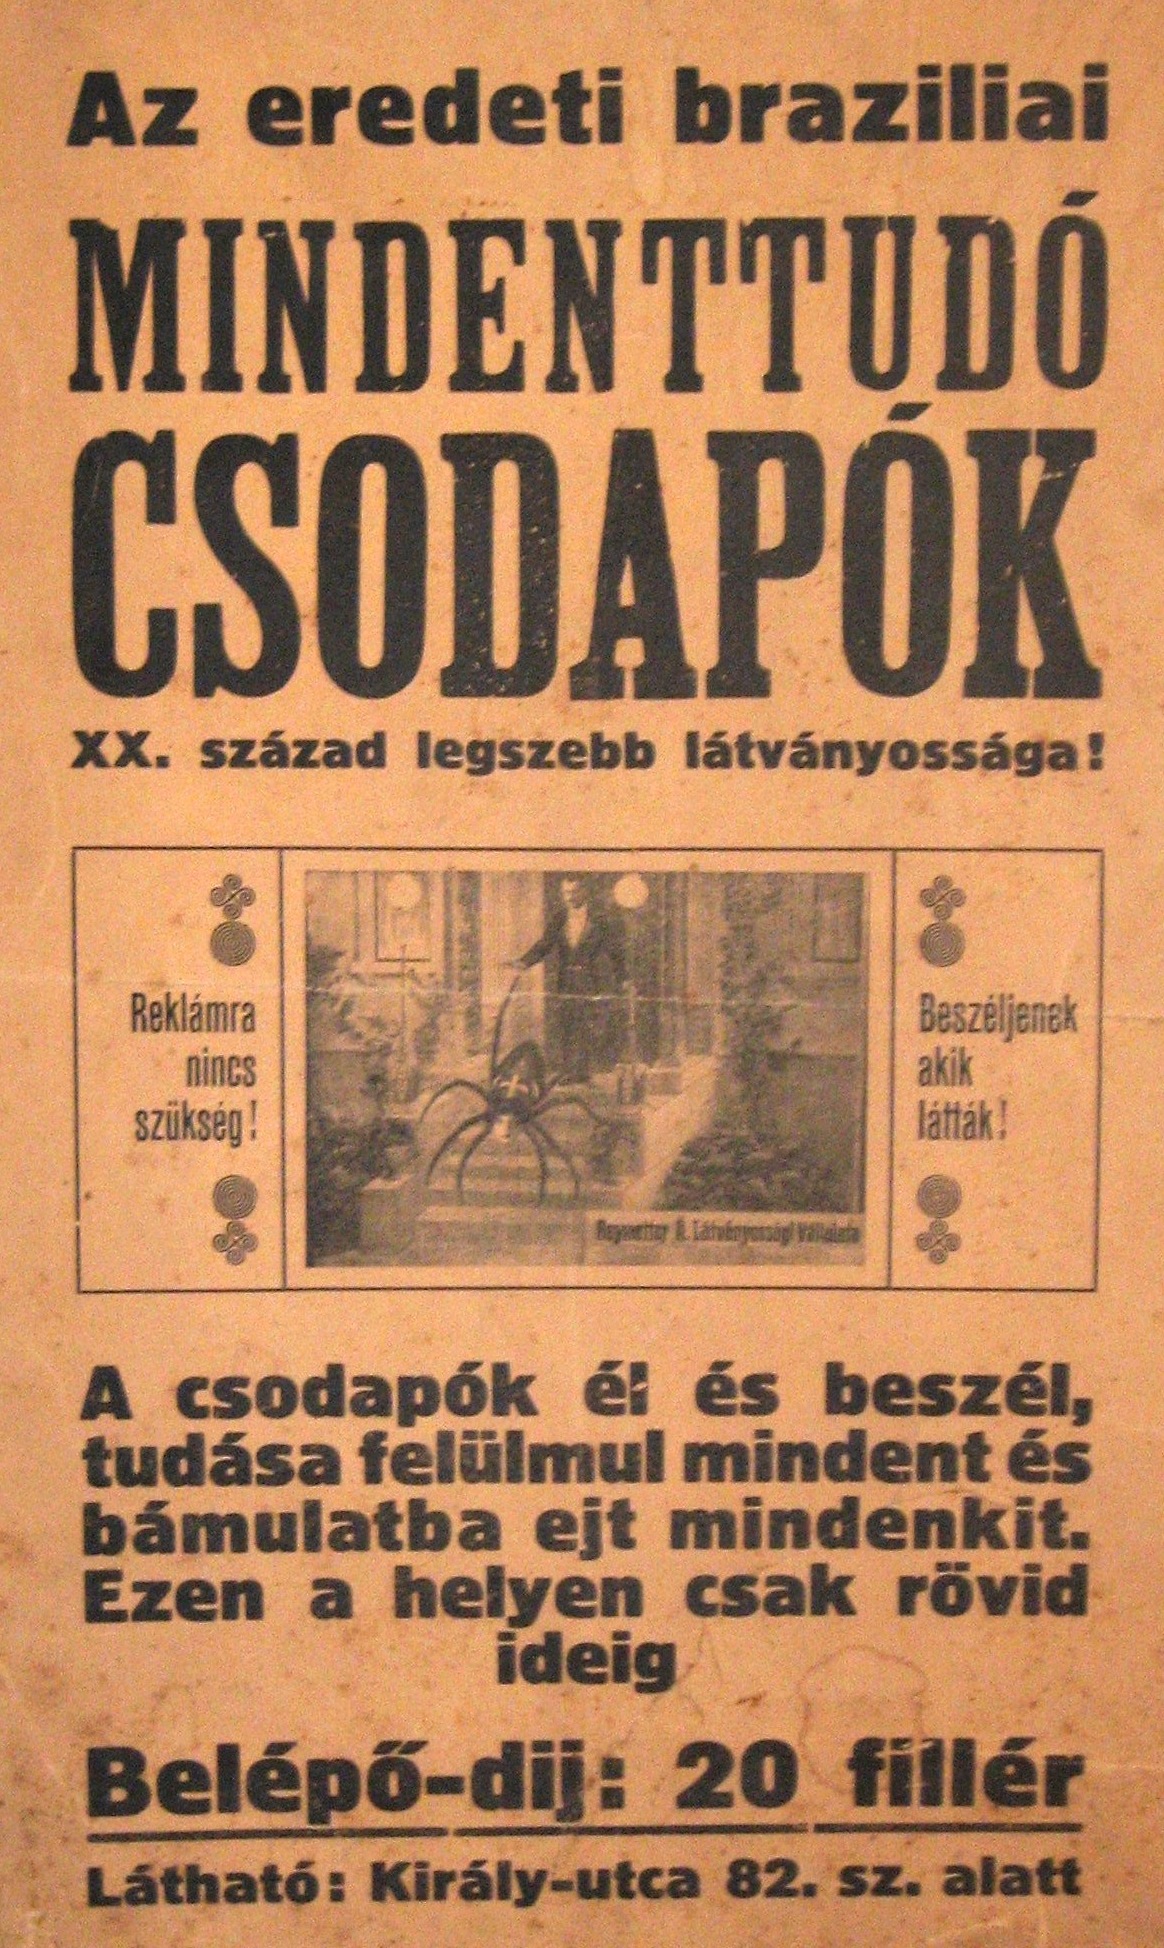 Az eredeti braziliai
MINDENTTUDÓ
CSODAPÓK
XX. század legszebb látványossága!
Reklámra
nincs
szükség!
Beszéljenek
akik
látták!
Látványossági Vállalata
A csodapók él és beszél,
tudása felülmul mindent és
bámulatba ejt mindenkit.
Ezen a helyen csak rövid
ideig
Belépő-dij: 20 fillér
Látható: Király-utca 82. sz. alatt